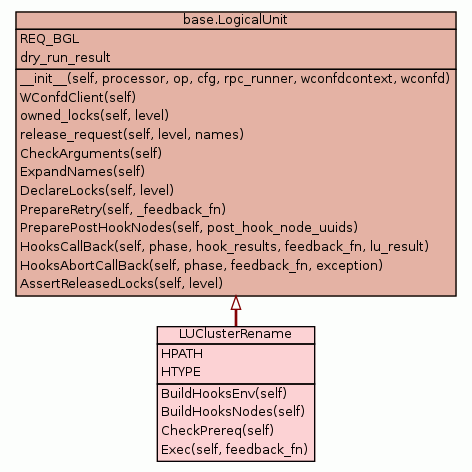 base.LogicalUnit
REQ_BGL
dry_run_result
__init__(self, processor, op, cfg, rpc_runner, wconfdcontext, wconfd)
WConfdClient(self)
owned_locks(self, level)
release_request(self, level, names)
CheckArguments(self)
ExpandNames(self)
DeclareLocks(self, level)
PrepareRetry(self, _feedback_fn)
PreparePostHookNodes(self, post_hook_node_uuids)
HooksCallBack(self, phase, hook_results, feedback_fn, lu_result)
HooksAbortCallBack(self, phase, feedback_fn, exception)
AssertReleasedLocks(self, level)
LUClusterRename
HPATH
HTYPE
BuildHooksEnv(self)
BuildHooksNodes(self)
CheckPrereq(self)
Exec(self, feedback_fn)